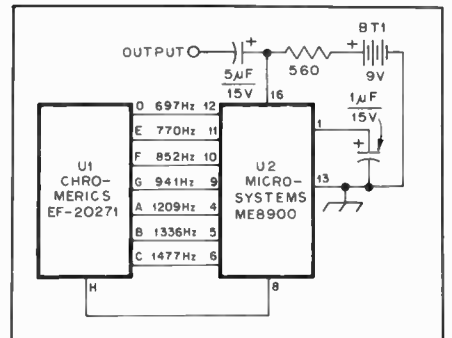 BT1
OUTPUT
+
+
5µF
15V
560
9V
16
1µF
15V
O 697Hz 12
1
E 770Hz 11
+
F 852Hz 10
U1
CHRO-
MERICS
EF-20271
G 941Hz 9
U2
MICRO-
SYSTEMS
ME8900
13
A 1209Hz 4
B 1336Hz 5
C 1477Hz 6
H
8